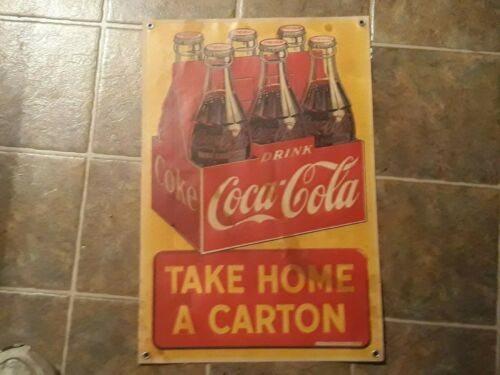 DRINK
Coke
Coca-Cola
TAKE HOME
A CARTON